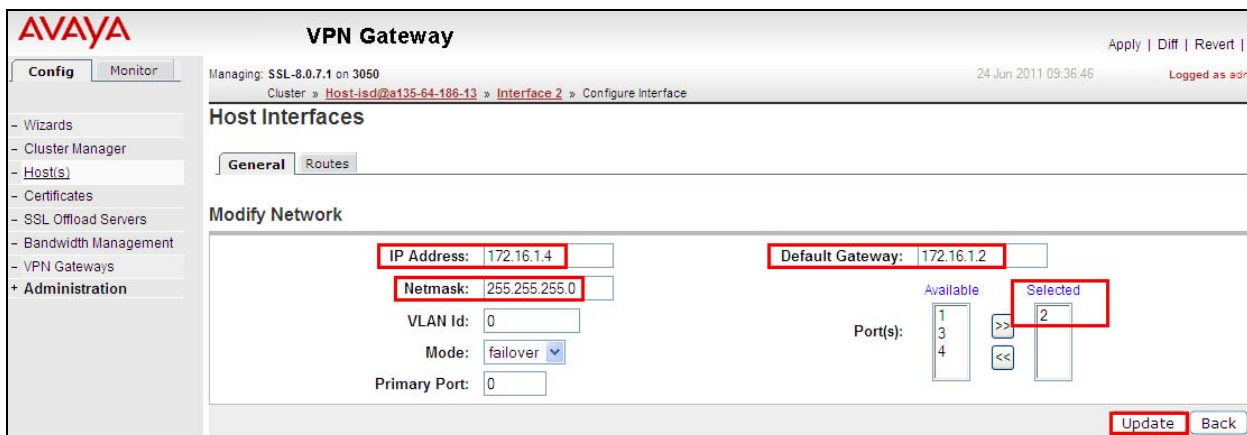 AVAYA
VPN Gateway
Apply | Diff | Revert |
Config
Monitor
Managing: SSL-8.0.7.1 on 3050
24 Jun 2011 09:36:46
Logged as adm
Cluster » Host-isd@a135-64-186-13 » Interface 2 » Configure Interface
Host Interfaces
- Wizards
- Cluster Manager
- Host(s)
- Certificates
- SSL Offload Servers
- Bandwidth Management
- VPN Gateways
+ Administration
General
Routes
Modify Network
IP Address: 172.16.1.4
Default Gateway: 172.16.1.2
Netmask: 255.255.255.0
VLAN Id: 0
Mode: failover
Primary Port: 0
Port(s):
Available
1
3
4
>>
<<
Selected
2
Update
Back